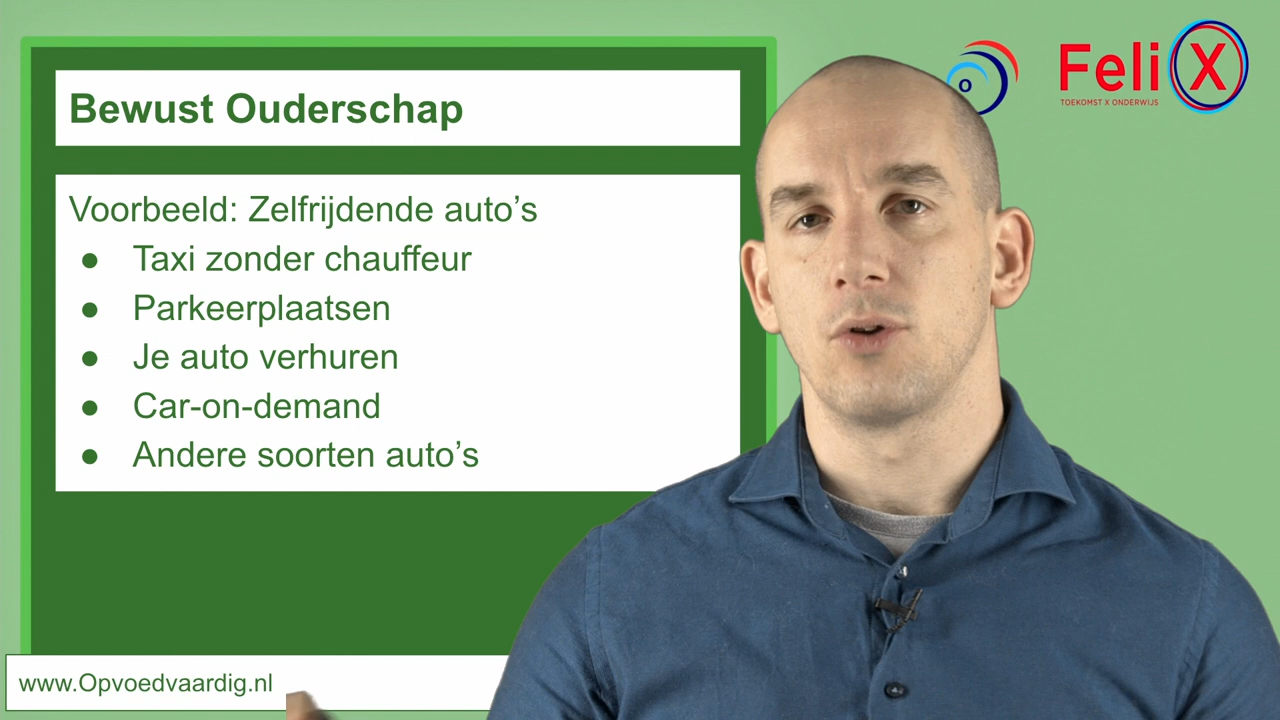 Bewust Ouderschap
Voorbeeld: Zelfrijdende auto’s
● Taxi zonder chauffeur
● Parkeerplaatsen
● Je auto verhuren
● Car-on-demand
● Andere soorten auto’s
www.Opvoedvaardig.nl
FeliX
TOEKOMST X ONDERWIJS